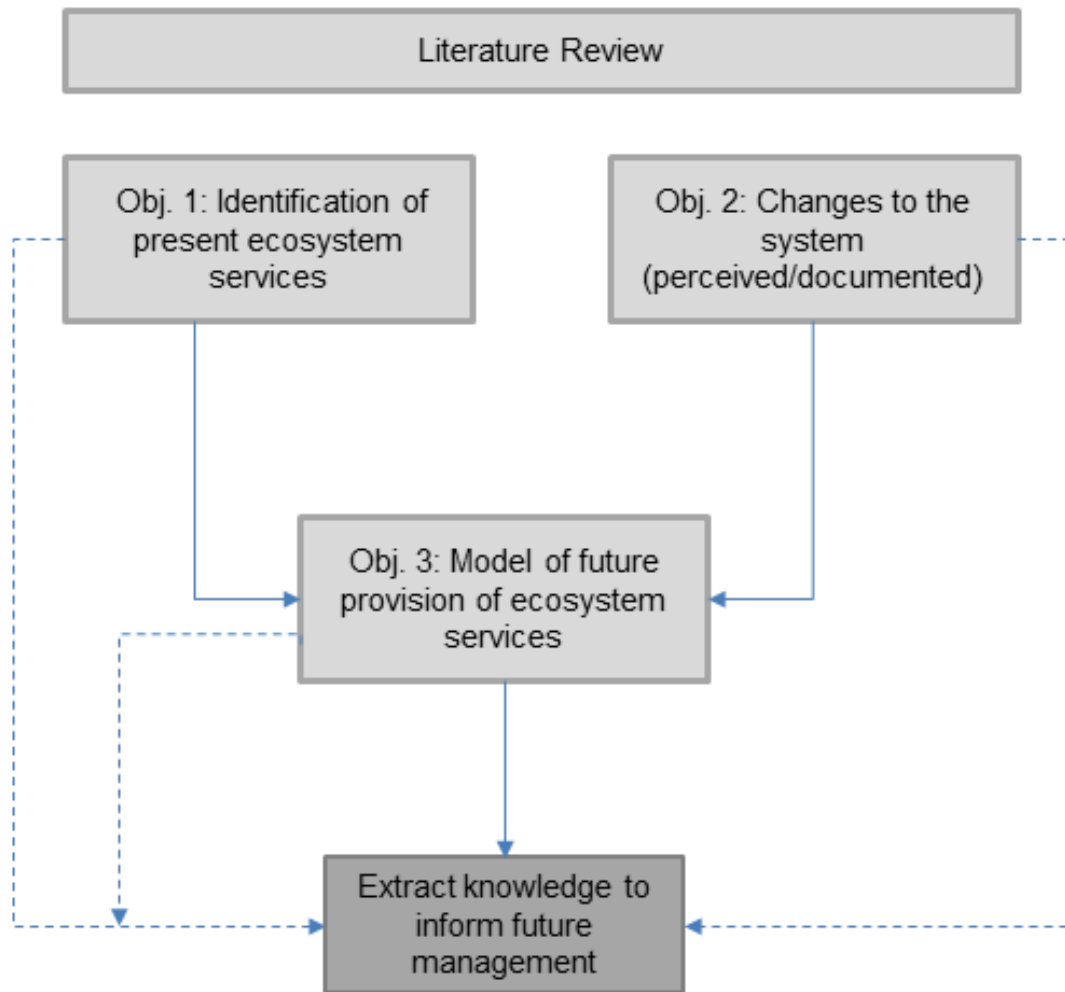 Literature Review
Obj. 1: Identification of
present ecosystem
services
Obj. 2: Changes to the
system
(perceived/documented)
Obj. 3: Model of future
provision of ecosystem
services
Extract knowledge to
inform future
management